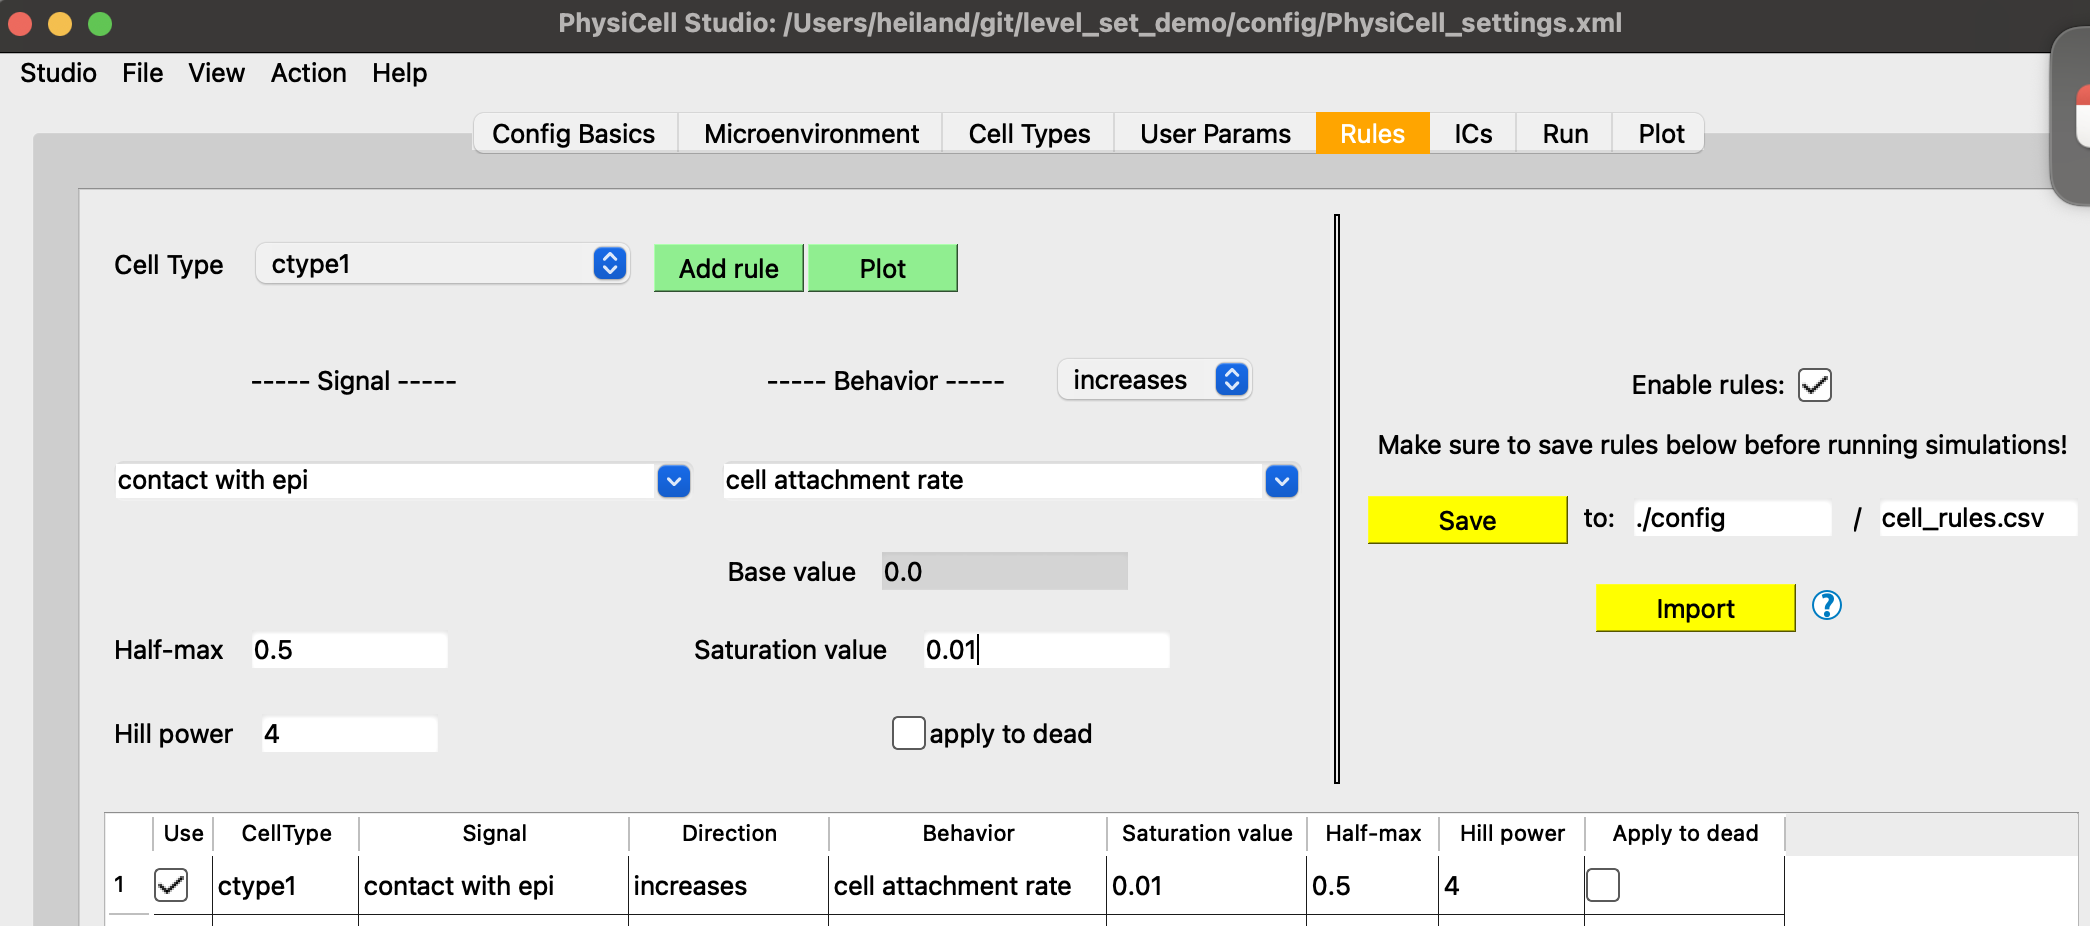 PhysiCell Studio: /Users/heiland/git/level_set_demo/config/PhysiCell_settings.xml
Studio File View Action Help
Config Basics Microenvironment Cell Types User Params Rules ICs Run Plot
Cell Type ctype1 Add rule Plot
----- Signal ----- ----- Behavior ----- increases
Enable rules:
Make sure to save rules below before running simulations!
contact with epi cell attachment rate
Save to: ./config / cell_rules.csv
Base value 0.0
Import ?
Half-max 0.5 Saturation value 0.01
Hill power 4 apply to dead
Use CellType Signal Direction Behavior Saturation value Half-max Hill power Apply to dead
1 ctype1 contact with epi increases cell attachment rate 0.01 0.5 4